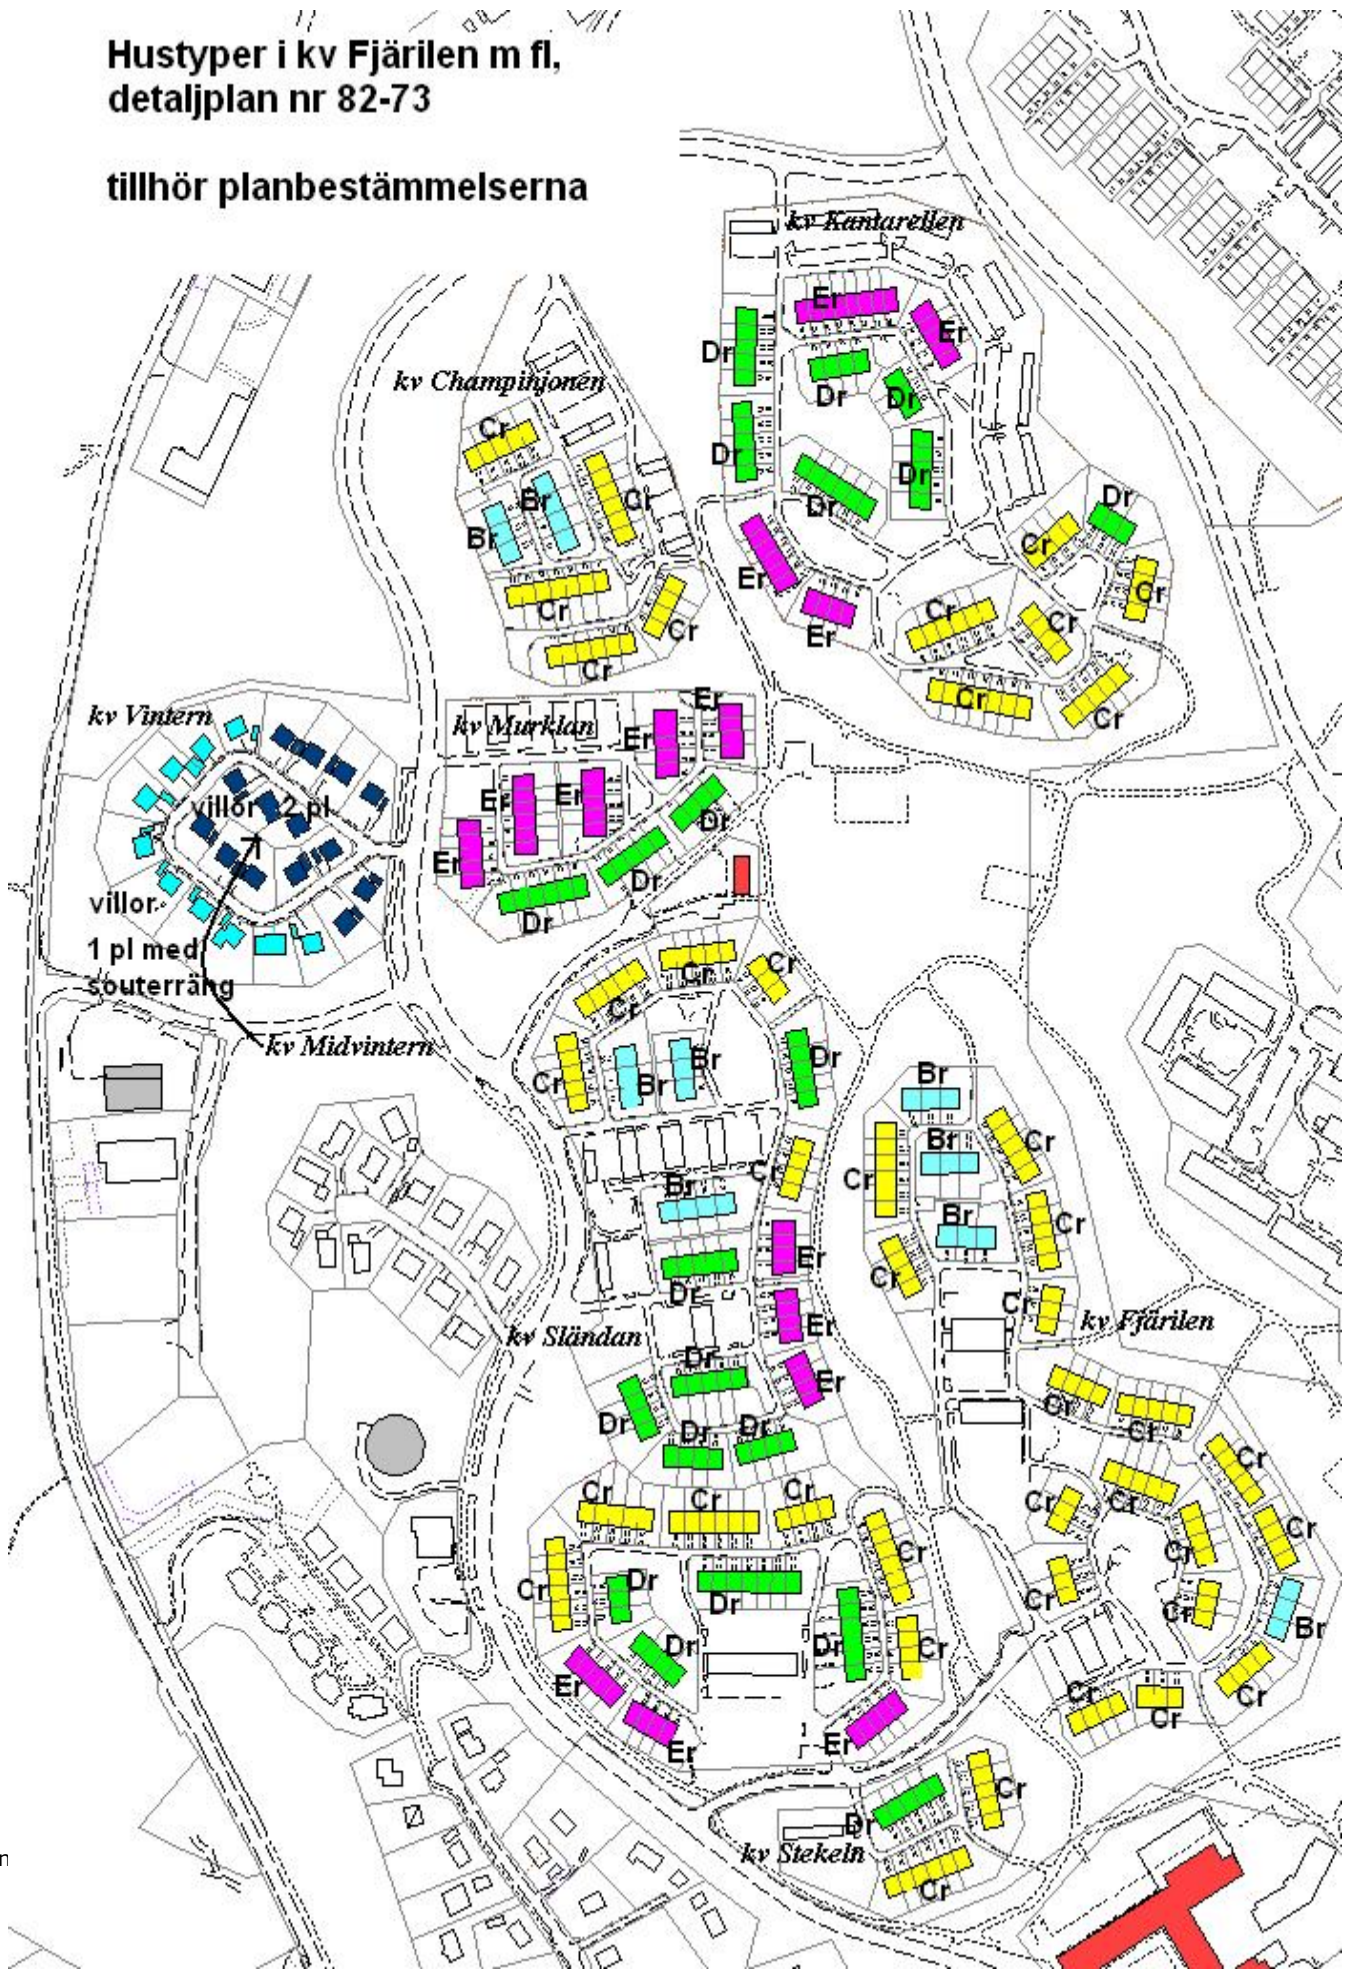 Hustyper i kv Fjärilen m fl,
detaljplan nr 82-73
tillhör planbestämmelserna
kv Kantarellen
Er
Er
Dr
Dr
Dr
Dr
Dr
Dr
Er
Er
Dr
Cr
Cr
Cr
Cr
Cr
Cr
kv Champinjonen
Cr
Br
Cr
Br
Cr
Cr
Cr
kv Vintern
villor 2 pl
villor
1 pl med
souterräng
kv Midvintern
kv Murklan
Er
Er
Er
Er
Er
Dr
Dr
Dr
Cr
Cr
Cr
Cr
Br
Br
Dr
Cr
Br
Dr
Er
Er
Er
kv Sländan
Dr
Dr
Dr
Dr
Cr
Cr
Cr
Cr
Cr
Dr
Dr
Dr
Dr
Cr
Er
Er
Er
Br
Cr
Br
Cr
Br
Cr
Cr
Cr
kv Fjärilen
Cr
Cr
Cr
Cr
Cr
Cr
Cr
Cr
Cr
Br
Cr
Cr
Cr
Cr
Dr
kv Stekeln
Cr
n